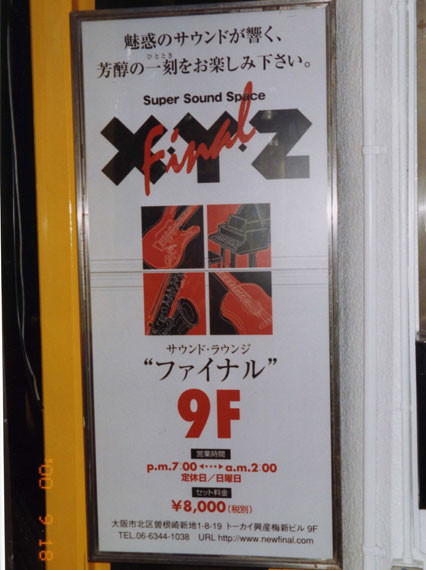 魅惑のサウンドが響く、
ひととき
芳醇の一刻をお楽しみ下さい。
Super Sound Space
X・Y・Z
Final
サウンド・ラウンジ
“ファイナル”
9F
営業時間
p.m.7:00◀・・・▶a.m.2:00
定休日／日曜日
セット料金
¥8,000(税別)
大阪市北区曽根崎新地1-8-19 トーカイ興産梅新ビル 9F
TEL.06-6344-1038 URL http://www.newfinal.com/
'00 9 18